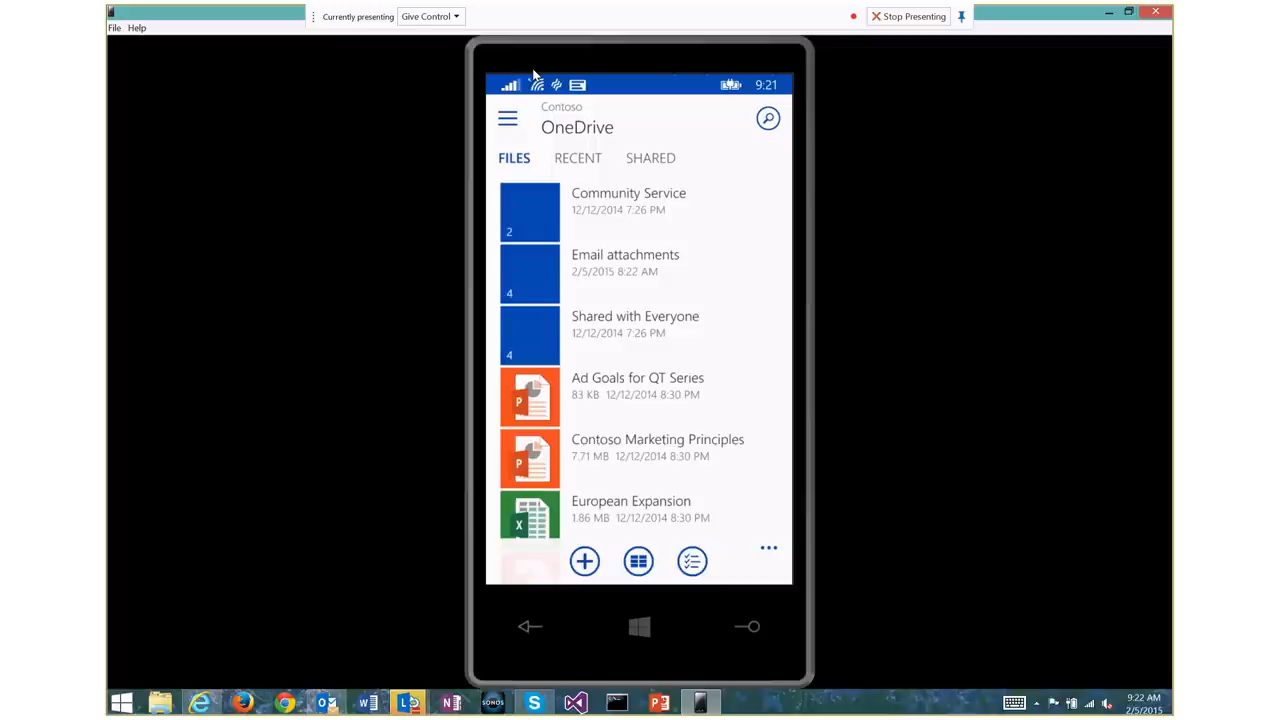 Currently presenting Give Control Stop Presenting
File Help
9:21
Contoso
OneDrive
FILES RECENT SHARED
Community Service
12/12/2014 7:26 PM
2
Email attachments
2/5/2015 8:22 AM
4
Shared with Everyone
12/12/2014 7:26 PM
4
Ad Goals for QT Series
83 KB 12/12/2014 8:30 PM
P
Contoso Marketing Principles
7.71 MB 12/12/2014 8:30 PM
P
European Expansion
1.86 MB 12/12/2014 8:30 PM
X
SONOS
9:22 AM
2/5/2015